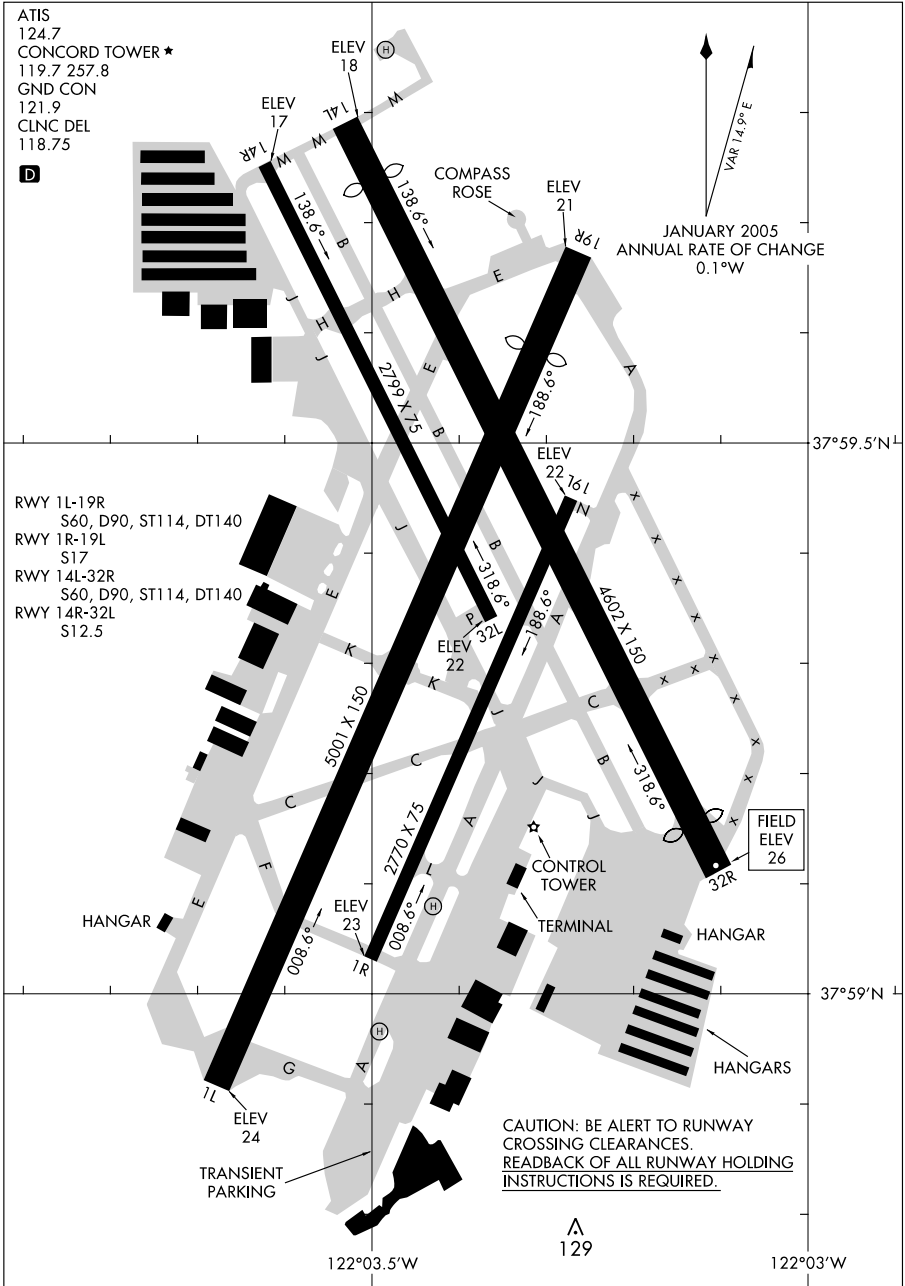 ATIS
124.7
CONCORD TOWER ★
119.7 257.8
GND CON
121.9
CLNC DEL
118.75
D
ELEV
18
H
ELEV
17
14L
14R
W
W
W
138.6°
138.6°
B
COMPASS
ROSE
ELEV
21
19R
VAR 14.9° E
JANUARY 2005
ANNUAL RATE OF CHANGE
0.1°W
J
H
J
H
E
E
A
2799 X 75
B
188.6°
37°59.5'N
ELEV
22
19L
Z
RWY 1L-19R
S60, D90, ST114, DT140
RWY 1R-19L
S17
RWY 14L-32R
S60, D90, ST114, DT140
RWY 14R-32L
S12.5
J
B
E
318.6°
188.6°
A
4602 X 150
P
32L
ELEV
22
K
K
J
C
x x x x x x x x x x
5001 X 150
C
C
J
B
J
318.6°
2770 X 75
A
L
CONTROL
TOWER
FIELD
ELEV
26
32R
F
E
HANGAR
008.6°
ELEV
23
1R
008.6°
H
TERMINAL
HANGAR
37°59'N
H
G
A
HANGARS
1L
ELEV
24
TRANSIENT
PARKING
CAUTION: BE ALERT TO RUNWAY
CROSSING CLEARANCES.
READBACK OF ALL RUNWAY HOLDING
INSTRUCTIONS IS REQUIRED.
129
122°03.5'W
122°03'W